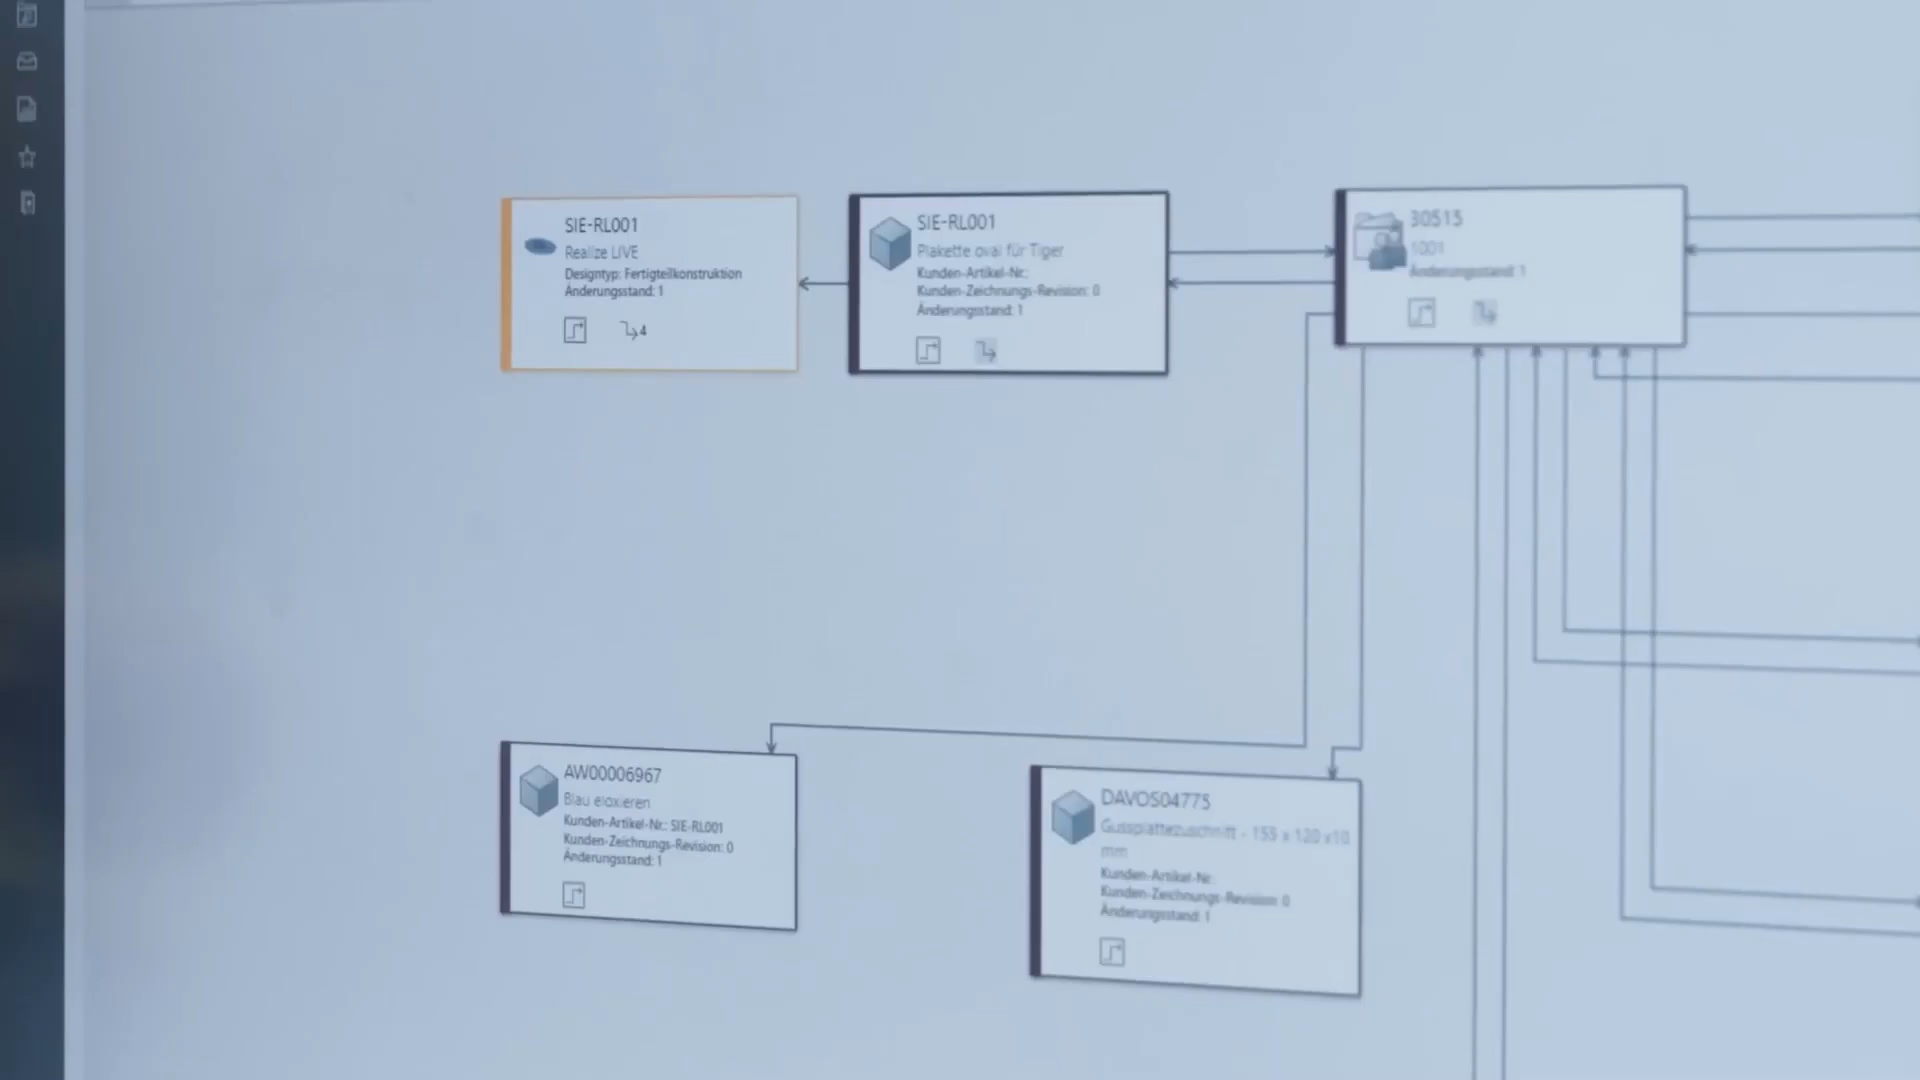 SIE-RL001
Realize LIVE
Designtyp: Fertigteilkonstruktion
Änderungsstand: 1
4
SIE-RL001
Plakette oval für Tiger
Kunden-Artikel-Nr.:
Kunden-Zeichnungs-Revision: 0
Änderungsstand: 1
30515
1001
Änderungsstand: 1
AW00006967
Blau eloxieren
Kunden-Artikel-Nr.: SIE-RL001
Kunden-Zeichnungs-Revision: 0
Änderungsstand: 1
DAVOS04775
Gussplattezuschnitt - 155 x 120 x10
mm
Kunden-Artikel-Nr:
Kunden-Zeichnungs-Revision: 0
Änderungsstand: 1